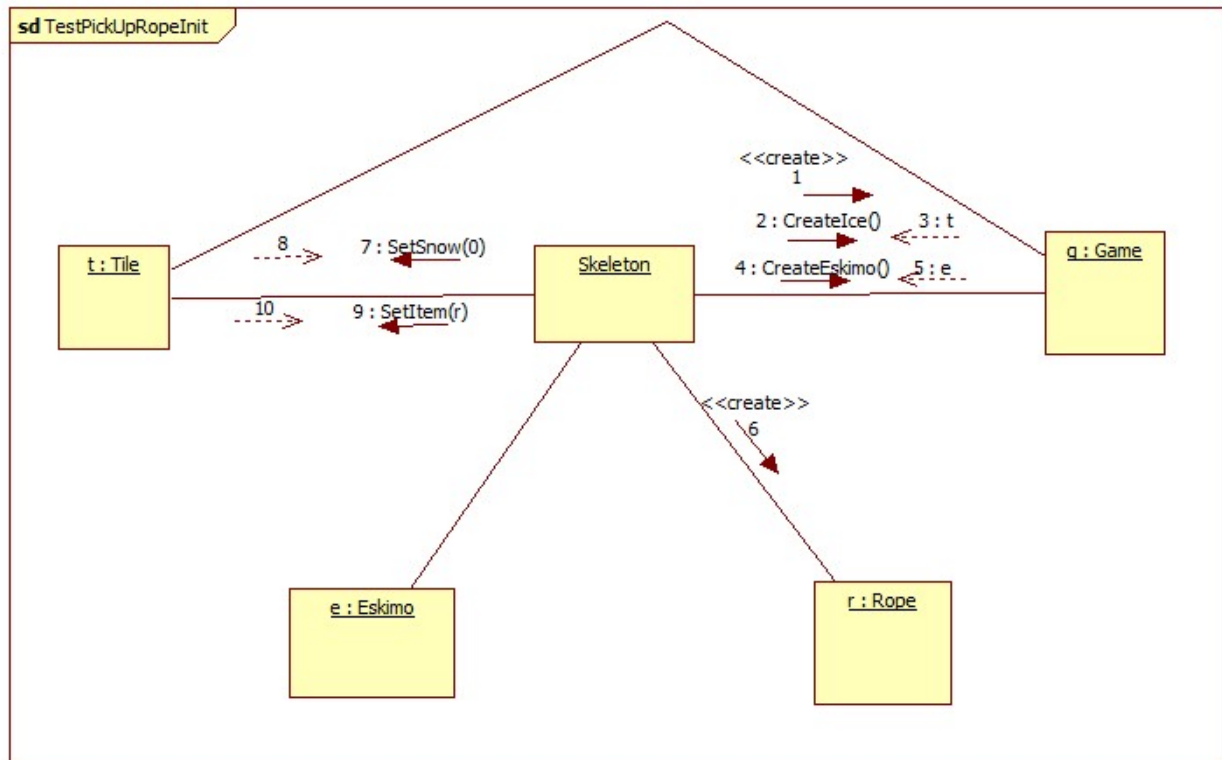 sd TestPickUpRopeInit
<<create>>
1
2 : CreateIce()
3 : t
8
7 : SetSnow(0)
t : Tile
Skeleton
g : Game
4 : CreateEskimo()
5 : e
10
9 : SetItem(r)
<<create>>
6
e : Eskimo
r : Rope